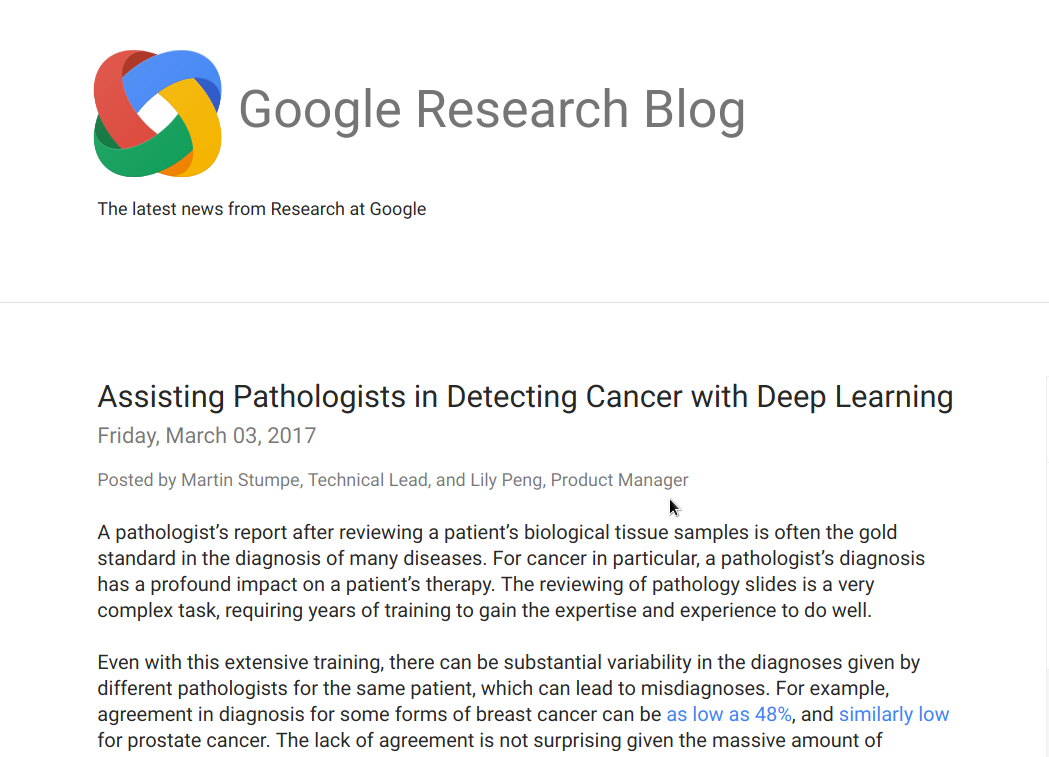 Google Research Blog
The latest news from Research at Google
Assisting Pathologists in Detecting Cancer with Deep Learning
Friday, March 03, 2017
Posted by Martin Stumpe, Technical Lead, and Lily Peng, Product Manager
A pathologist’s report after reviewing a patient’s biological tissue samples is often the gold
standard in the diagnosis of many diseases. For cancer in particular, a pathologist’s diagnosis
has a profound impact on a patient’s therapy. The reviewing of pathology slides is a very
complex task, requiring years of training to gain the expertise and experience to do well.
Even with this extensive training, there can be substantial variability in the diagnoses given by
different pathologists for the same patient, which can lead to misdiagnoses. For example,
agreement in diagnosis for some forms of breast cancer can be as low as 48%, and similarly low
for prostate cancer. The lack of agreement is not surprising given the massive amount of